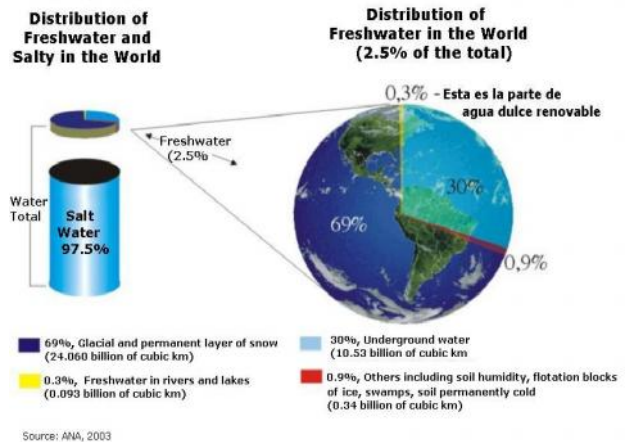 Distribution of
Freshwater and
Salty in the World
Distribution of
Freshwater in the World
(2.5% of the total)
0,3% - Esta es la parte de
agua dulce renovable
Freshwater
(2.5%
Water
Total
Salt
Water
97.5%
30%
69%
0,9%
69%, Glacial and permanent layer of snow
(24.060 billion of cubic km)
0.3%, Freshwater in rivers and lakes
(0.093 billion of cubic km)
30%, Underground water
(10.53 billion of cubic km
0.9%, Others including soil humidity, flotation blocks
of ice, swamps, soil permanently cold
(0.34 billion of cubic km)
Source: ANA, 2003